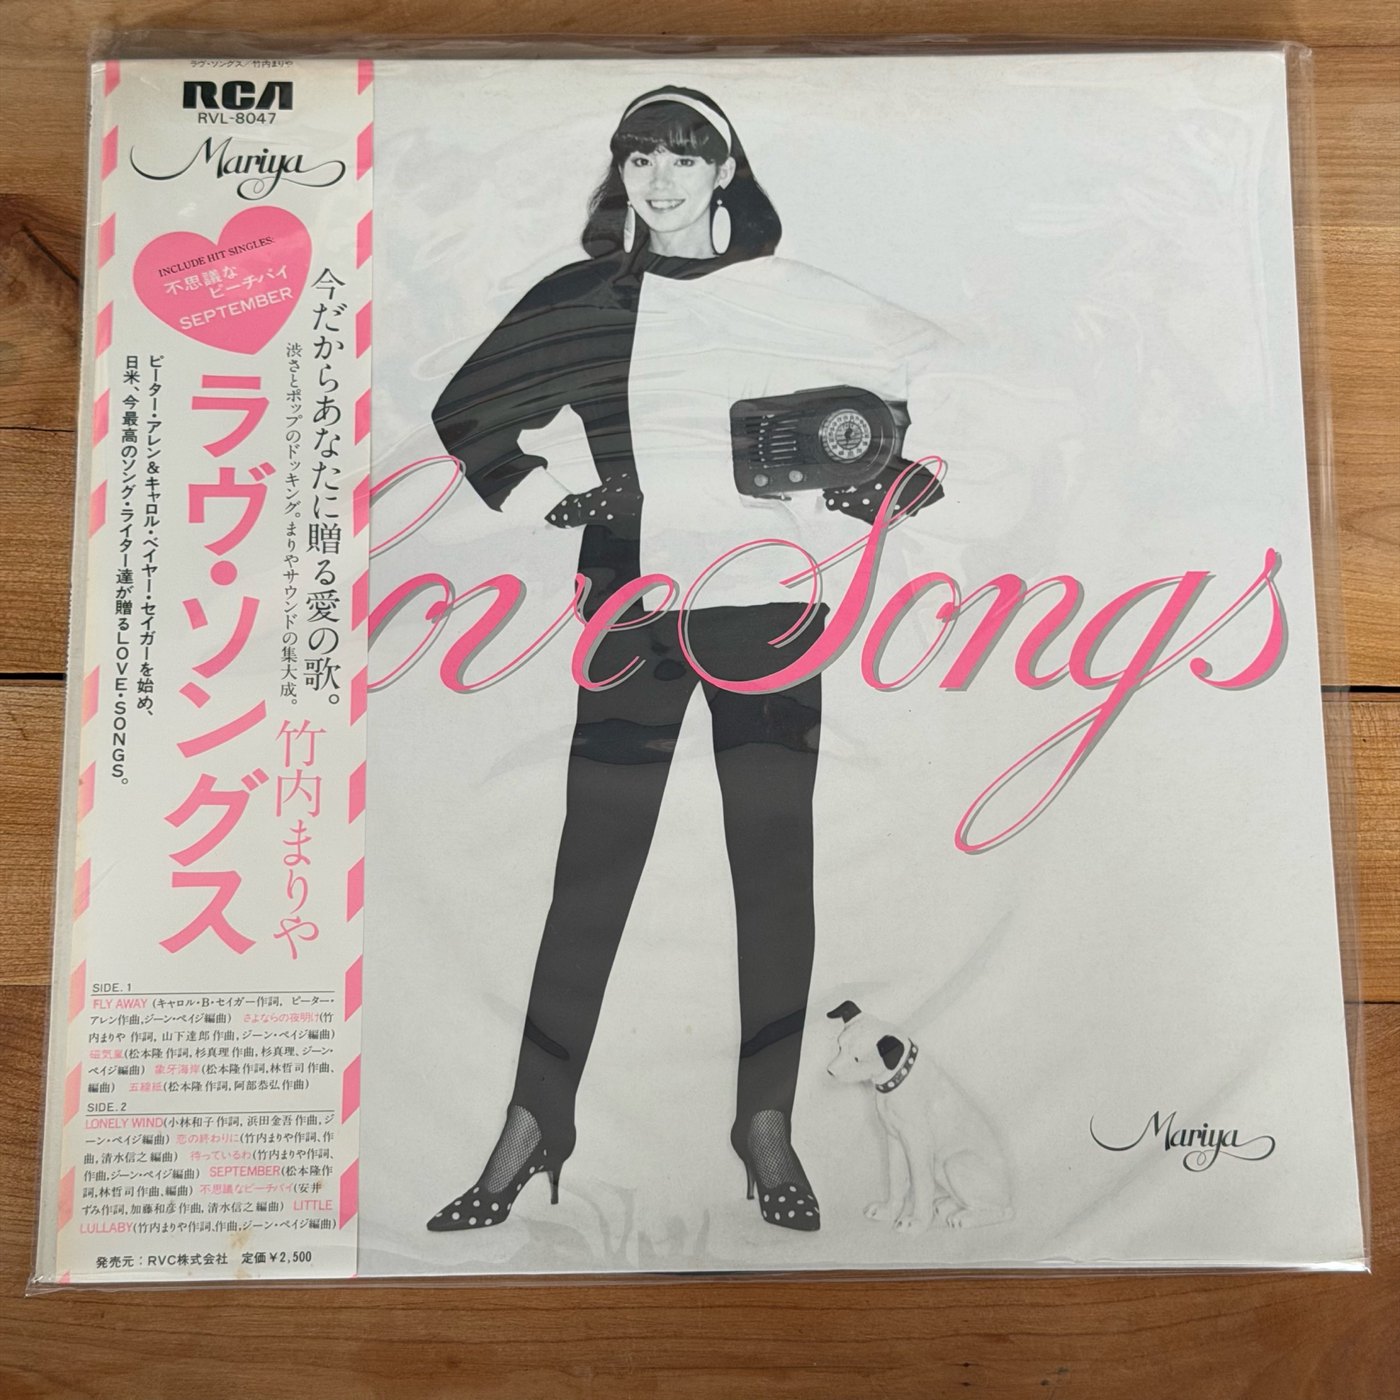 ラヴ・ソングス/竹内まりや
RCA
RVL-8047
Mariya
INCLUDE HIT SINGLES:
不思議な
ピーチパイ
SEPTEMBER
今だからあなたに贈る愛の歌。
渋さとポップのドッキング。まりやサウンドの集大成。
竹内まりや
ラヴ・ソングス
ピーター・アレン&キャロル・ベイヤー・セイガーを始め、
日米、今最高のソング・ライター達が贈るLOVE・SONGS。
SIDE. 1
FLY AWAY (キャロル・B・セイガー作詞, ピーター・
アレン作曲,ジーン・ペイジ編曲) さよならの夜明け(竹
内まりや 作詞, 山下達郎 作曲, ジーン・ペイジ編曲)
磁気嵐(松本隆 作詞, 杉真理 作曲, 杉真理、ジーン・
ペイジ編曲) 象牙海岸(松本隆 作詞, 林哲司 作曲、
編曲) 五線紙(松本隆 作詞, 阿部恭弘 作曲)
SIDE. 2
LONELY WIND(小林和子 作詞, 浜田金吾 作曲, ジ
ーン・ペイジ編曲) 恋の終わりに(竹内まりや作詞、作
曲, 清水信之 編曲) 待っているわ(竹内まりや作詞、
作曲,ジーン・ペイジ編曲) SEPTEMBER(松本隆作
詞, 林哲司 作曲、編曲) 不思議なピーチパイ(安井
ずみ作詞, 加藤和彦 作曲, 清水信之 編曲) LITTLE
LULLABY(竹内まりや作詞、作曲, ジーン・ペイジ編曲)
発売元：RVC株式会社 定価¥2,500
Love Songs
Mariya